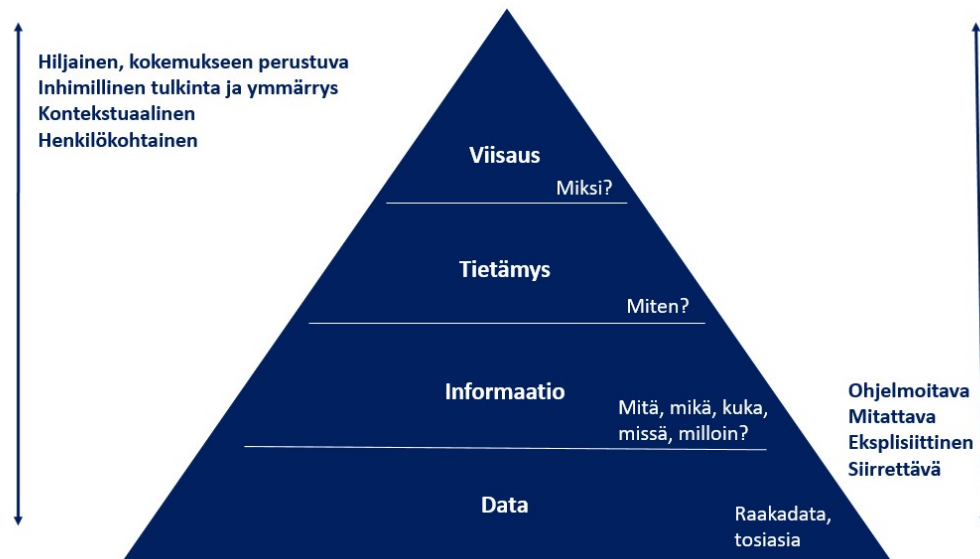 Hiljainen, kokemukseen perustuva
Inhimillinen tulkinta ja ymmärrys
Kontekstuaalinen
Henkilökohtainen
Viisaus
Miksi?
Tietämys
Miten?
Informaatio
Mitä, mikä, kuka,
missä, milloin?
Ohjelmoitava
Mitattava
Eksplisiittinen
Siirrettävä
Data
Raakadata,
tosiasia